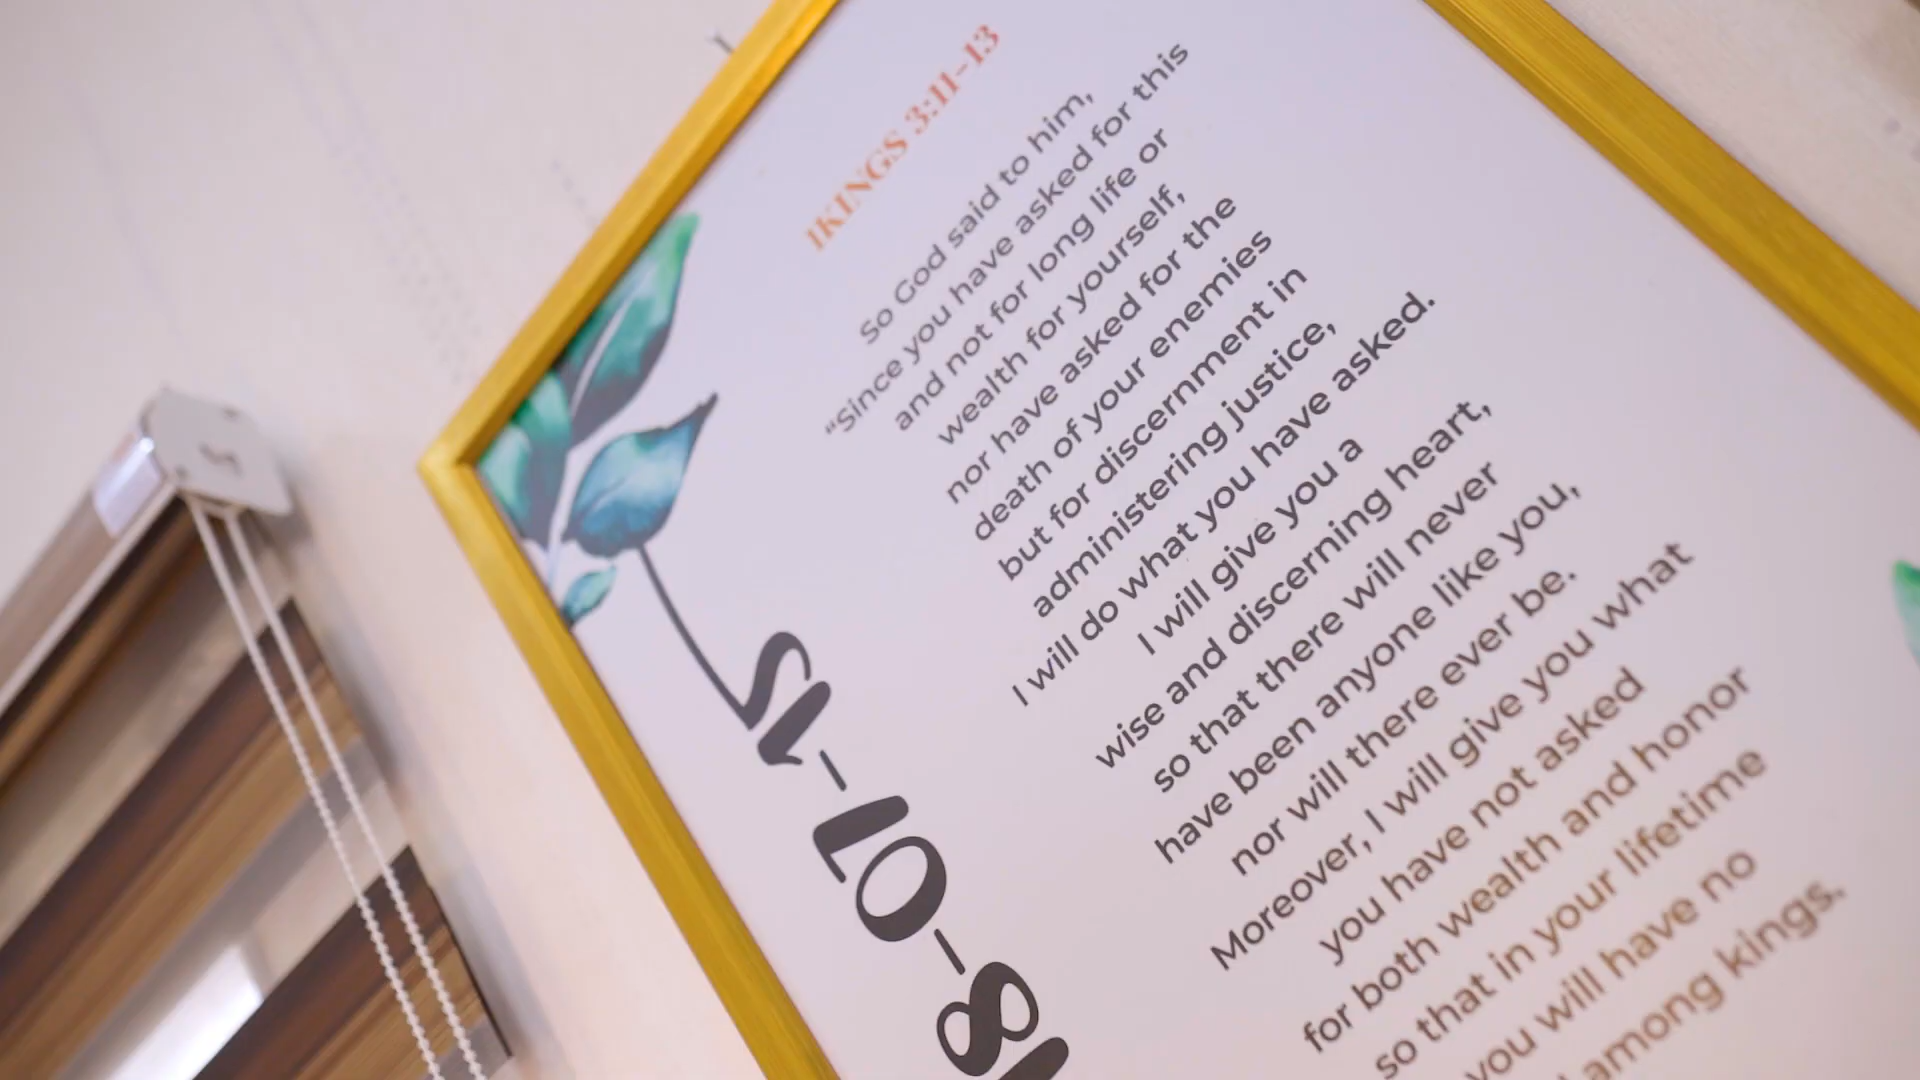 1KINGS 3:11-13
So God said to him,
“Since you have asked for this
and not for long life or
wealth for yourself,
nor have asked for the
death of your enemies
but for discernment in
administering justice,
I will do what you have asked.
I will give you a
wise and discerning heart,
so that there will never
have been anyone like you,
nor will there ever be.
Moreover, I will give you what
you have not asked
for both wealth and honor
so that in your lifetime
you will have no
among kings.